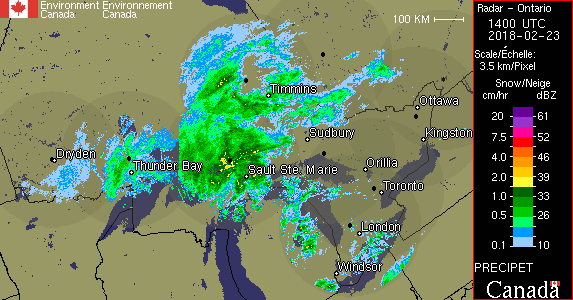 Environment Environnement
Canada Canada
100 KM
Timmins
Ottawa
Sudbury
Kingston
Dryden
Thunder Bay
Sault Ste. Marie
Orillia
Toronto
London
Windsor
Radar - Ontario
1400 UTC
2018-02-23
Scale/Échelle:
3.5 km/Pixel
Snow/Neige
cm/hr dBZ
20 61
7.5 52
4.0 46
2.0 39
1.0 33
0.5 26
0.1 10
PRECIPET
Canada